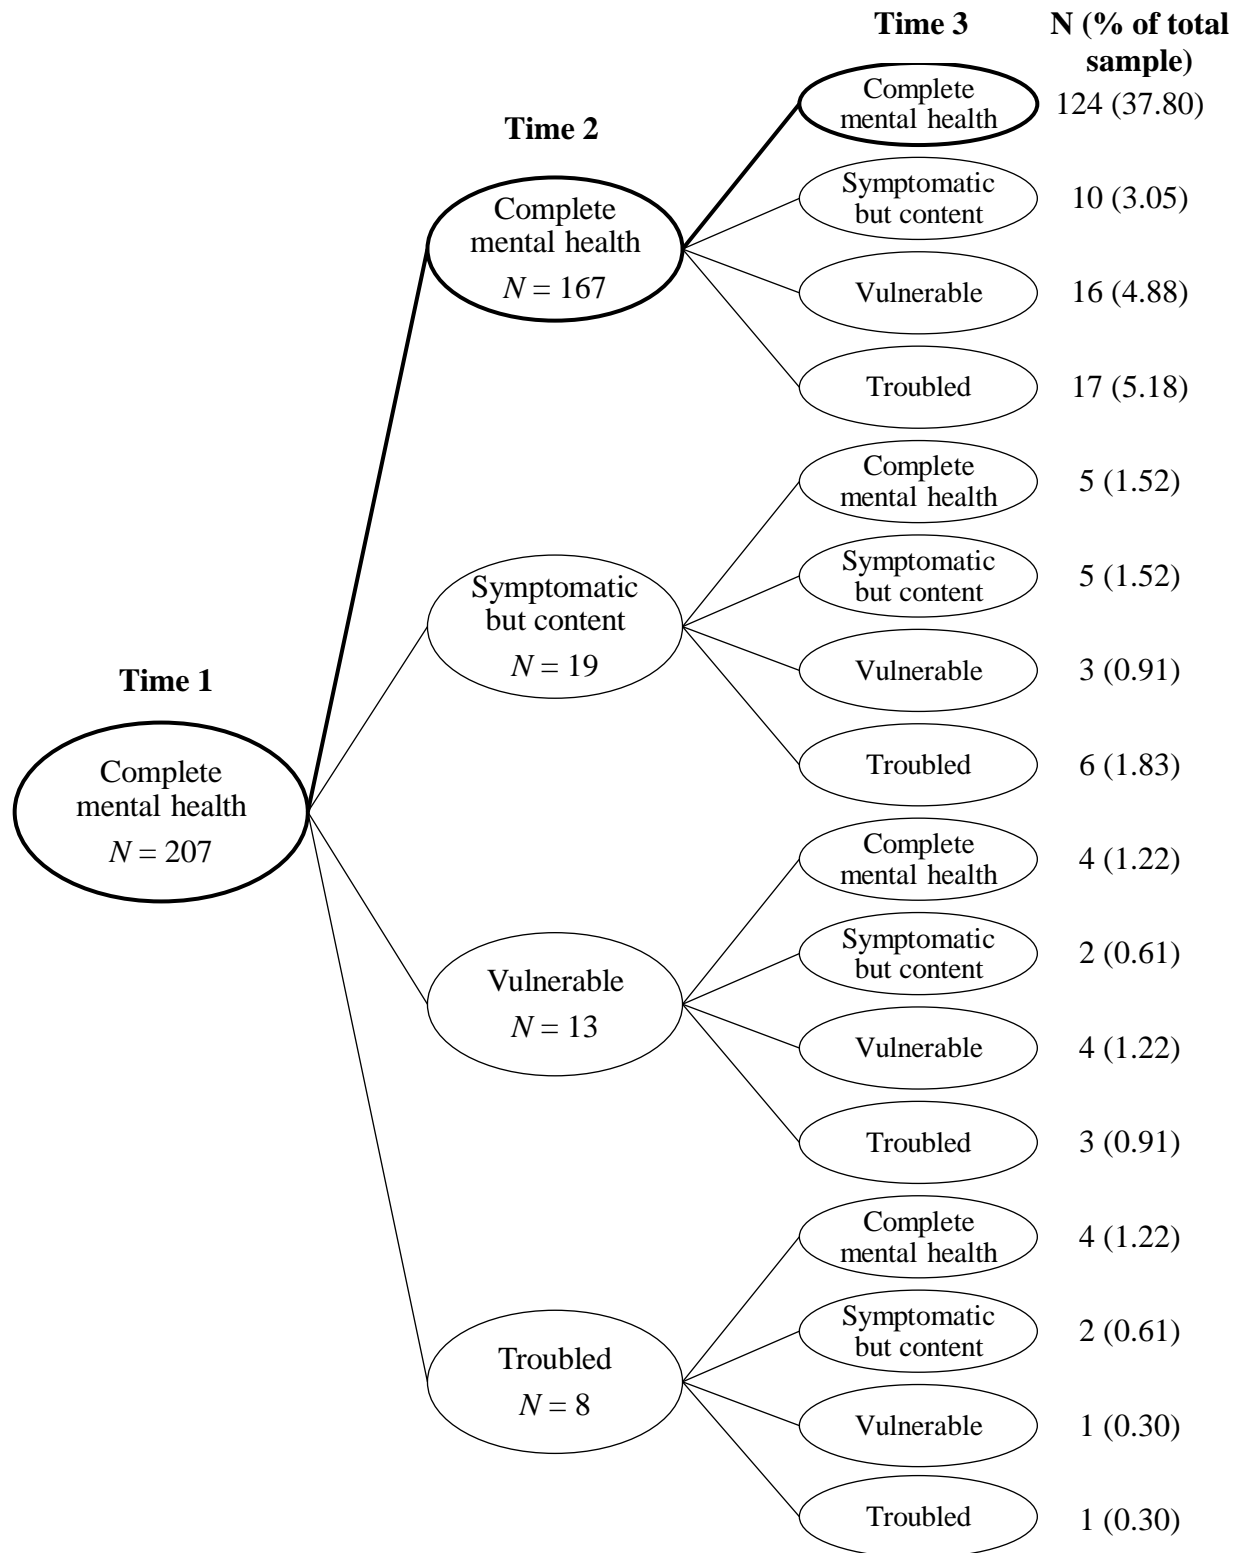 Time 3
N (% of total
sample)
Complete
mental health
124 (37.80)
Time 2
Symptomatic
but content
10 (3.05)
Complete
mental health
N = 167
Vulnerable
16 (4.88)
Troubled
17 (5.18)
Complete
mental health
5 (1.52)
Symptomatic
but content
5 (1.52)
Symptomatic
but content
N = 19
Vulnerable
3 (0.91)
Time 1
Troubled
6 (1.83)
Complete
mental health
N = 207
Complete
mental health
4 (1.22)
Symptomatic
but content
2 (0.61)
Vulnerable
N = 13
Vulnerable
4 (1.22)
Troubled
3 (0.91)
Complete
mental health
4 (1.22)
Symptomatic
but content
2 (0.61)
Troubled
N = 8
Vulnerable
1 (0.30)
Troubled
1 (0.30)